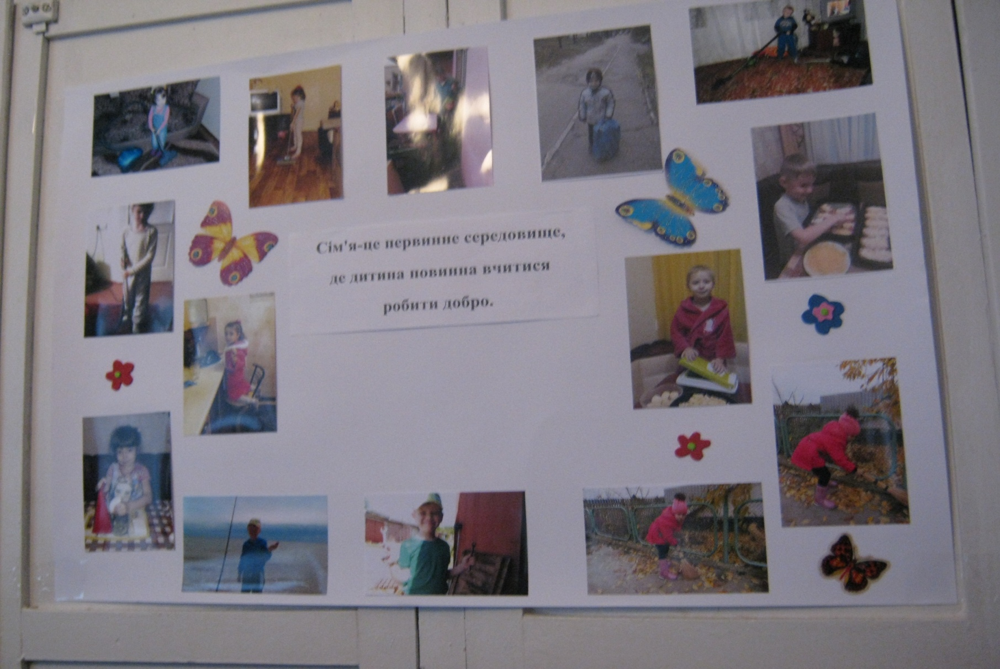 Сім'я-це первинне середовище,
де дитина повинна вчитися
робити добро.